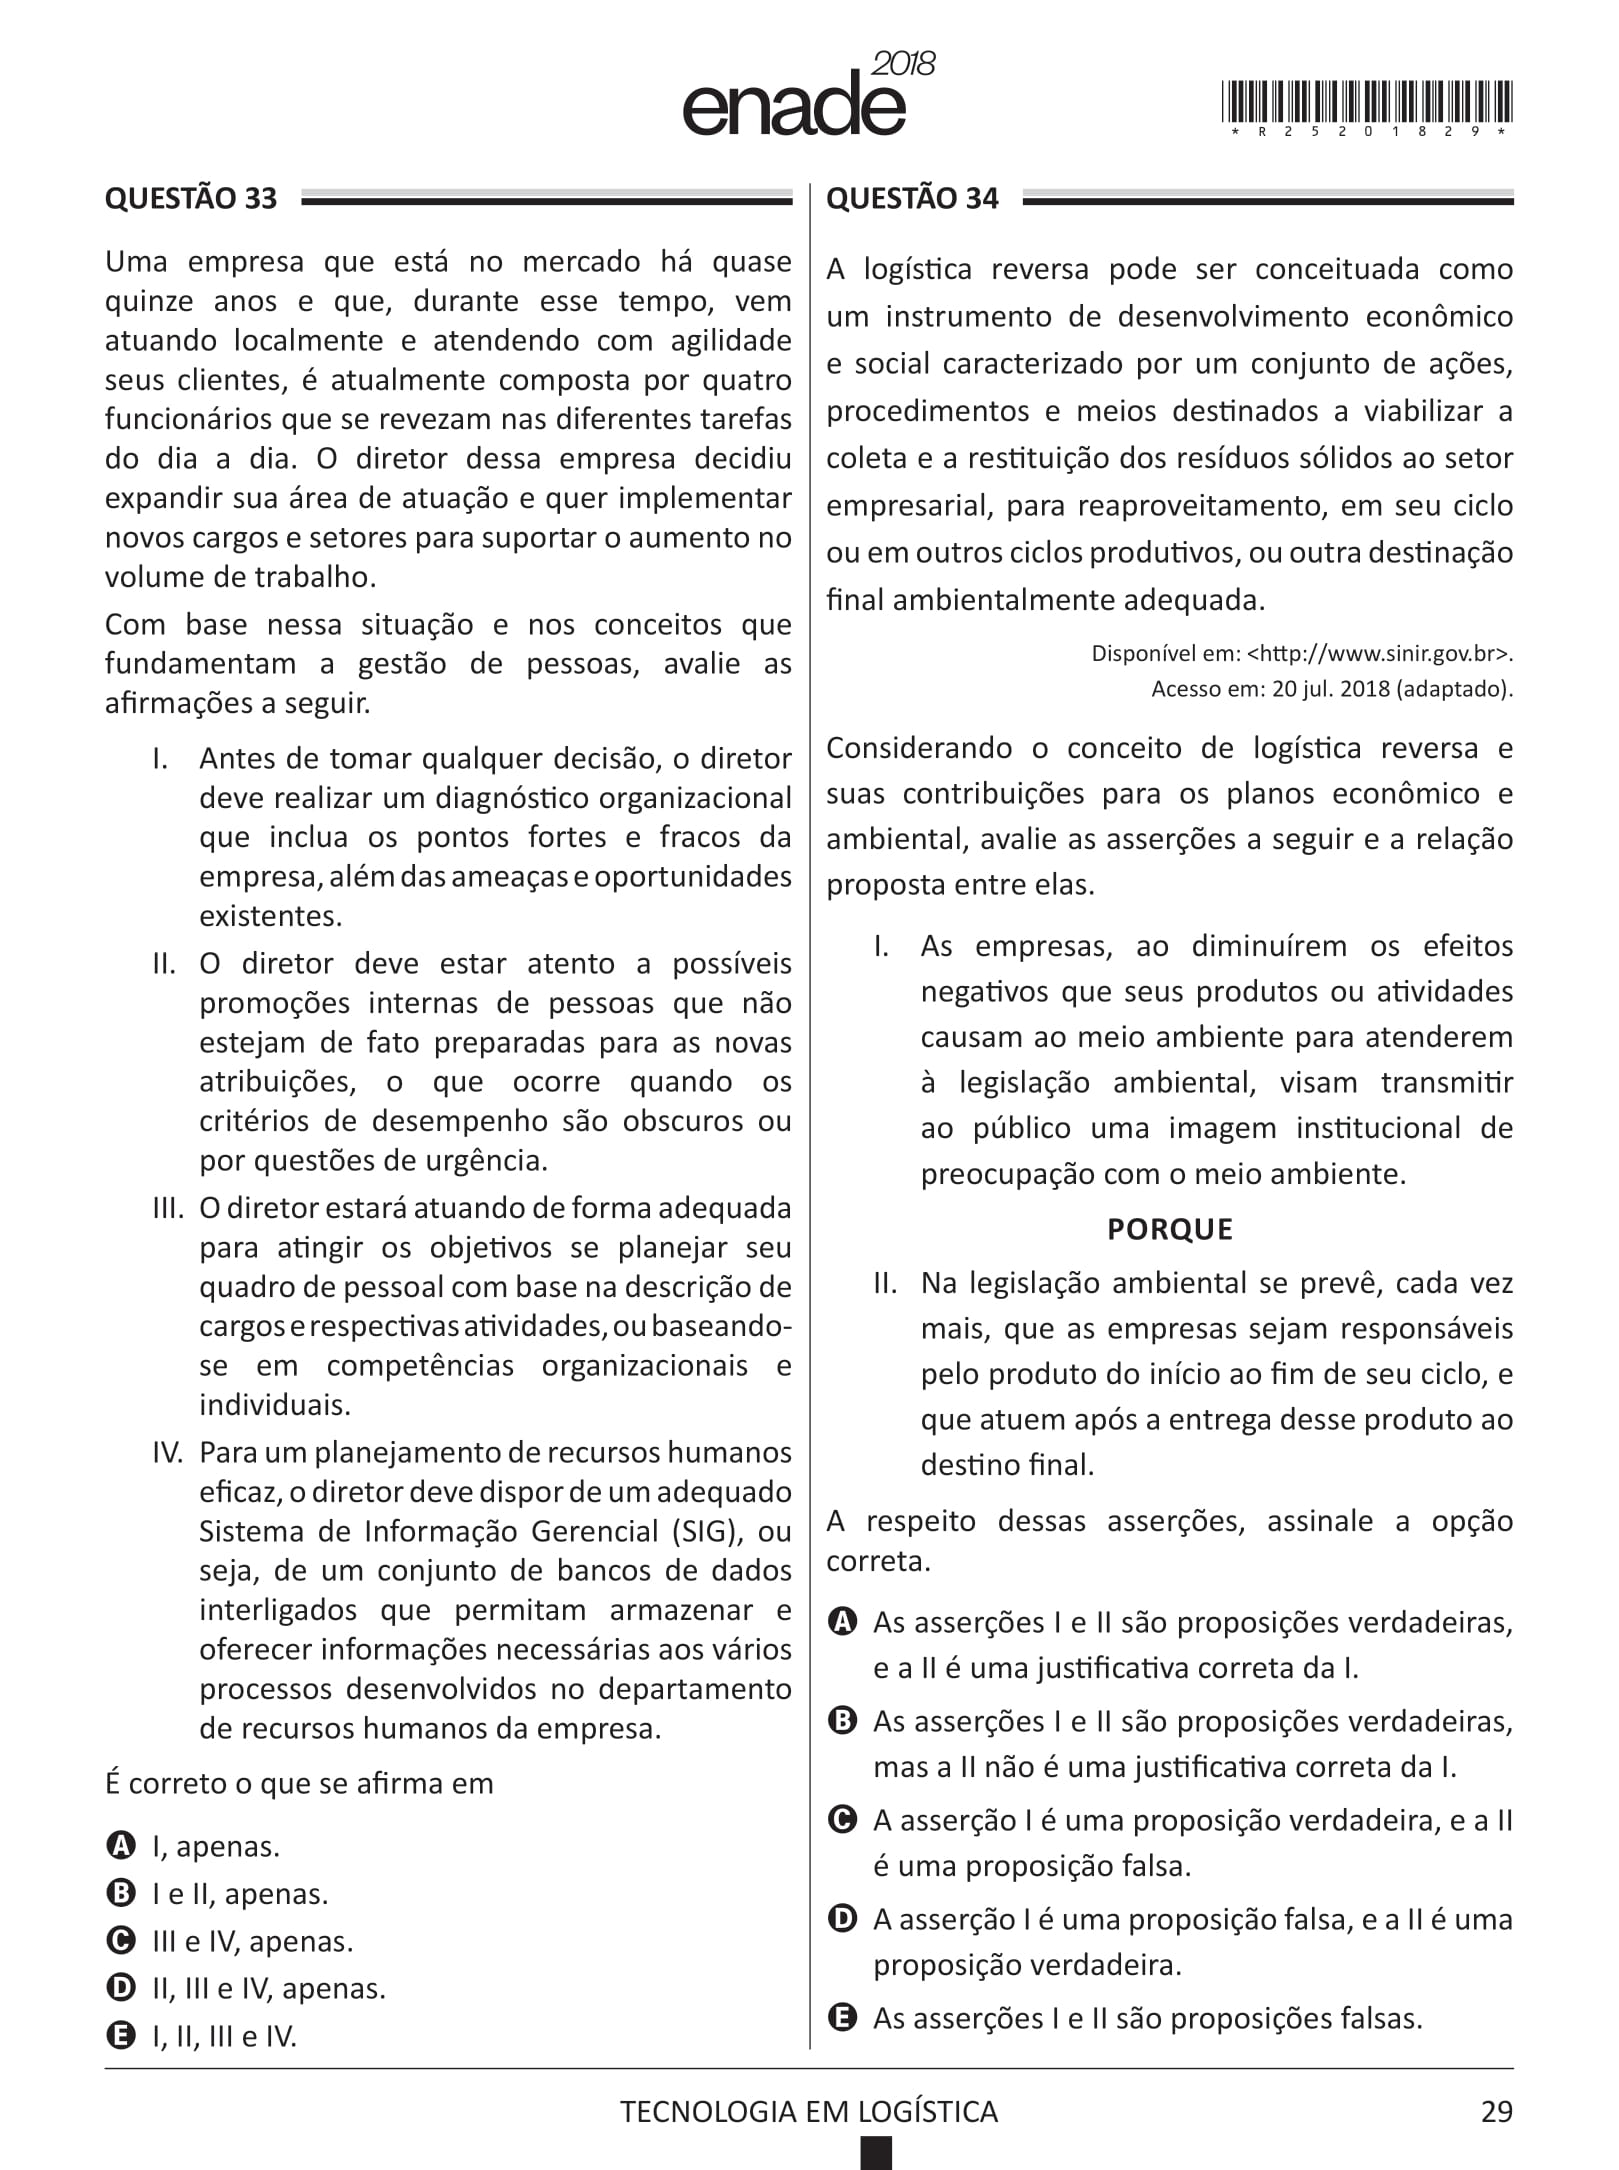 enade2018
*R25201829*
QUESTÃO 33
Uma empresa que está no mercado há quase
quinze anos e que, durante esse tempo, vem
atuando localmente e atendendo com agilidade
seus clientes, é atualmente composta por quatro
funcionários que se revezam nas diferentes tarefas
do dia a dia. O diretor dessa empresa decidiu
expandir sua área de atuação e quer implementar
novos cargos e setores para suportar o aumento no
volume de trabalho.
Com base nessa situação e nos conceitos que
fundamentam a gestão de pessoas, avalie as
afirmações a seguir.
I. Antes de tomar qualquer decisão, o diretor
deve realizar um diagnóstico organizacional
que inclua os pontos fortes e fracos da
empresa, além das ameaças e oportunidades
existentes.
II. O diretor deve estar atento a possíveis
promoções internas de pessoas que não
estejam de fato preparadas para as novas
atribuições, o que ocorre quando os
critérios de desempenho são obscuros ou
por questões de urgência.
III. O diretor estará atuando de forma adequada
para atingir os objetivos se planejar seu
quadro de pessoal com base na descrição de
cargos e respectivas atividades, ou baseando-
se em competências organizacionais e
individuais.
IV. Para um planejamento de recursos humanos
eficaz, o diretor deve dispor de um adequado
Sistema de Informação Gerencial (SIG), ou
seja, de um conjunto de bancos de dados
interligados que permitam armazenar e
oferecer informações necessárias aos vários
processos desenvolvidos no departamento
de recursos humanos da empresa.
É correto o que se afirma em
A I, apenas.
B I e II, apenas.
C III e IV, apenas.
D II, III e IV, apenas.
E I, II, III e IV.
QUESTÃO 34
A logística reversa pode ser conceituada como
um instrumento de desenvolvimento econômico
e social caracterizado por um conjunto de ações,
procedimentos e meios destinados a viabilizar a
coleta e a restituição dos resíduos sólidos ao setor
empresarial, para reaproveitamento, em seu ciclo
ou em outros ciclos produtivos, ou outra destinação
final ambientalmente adequada.
Disponível em: <http://www.sinir.gov.br>.
Acesso em: 20 jul. 2018 (adaptado).
Considerando o conceito de logística reversa e
suas contribuições para os planos econômico e
ambiental, avalie as asserções a seguir e a relação
proposta entre elas.
I. As empresas, ao diminuírem os efeitos
negativos que seus produtos ou atividades
causam ao meio ambiente para atenderem
à legislação ambiental, visam transmitir
ao público uma imagem institucional de
preocupação com o meio ambiente.
PORQUE
II. Na legislação ambiental se prevê, cada vez
mais, que as empresas sejam responsáveis
pelo produto do início ao fim de seu ciclo, e
que atuem após a entrega desse produto ao
destino final.
A respeito dessas asserções, assinale a opção
correta.
A As asserções I e II são proposições verdadeiras,
e a II é uma justificativa correta da I.
B As asserções I e II são proposições verdadeiras,
mas a II não é uma justificativa correta da I.
C A asserção I é uma proposição verdadeira, e a II
é uma proposição falsa.
D A asserção I é uma proposição falsa, e a II é uma
proposição verdadeira.
E As asserções I e II são proposições falsas.
TECNOLOGIA EM LOGÍSTICA
29